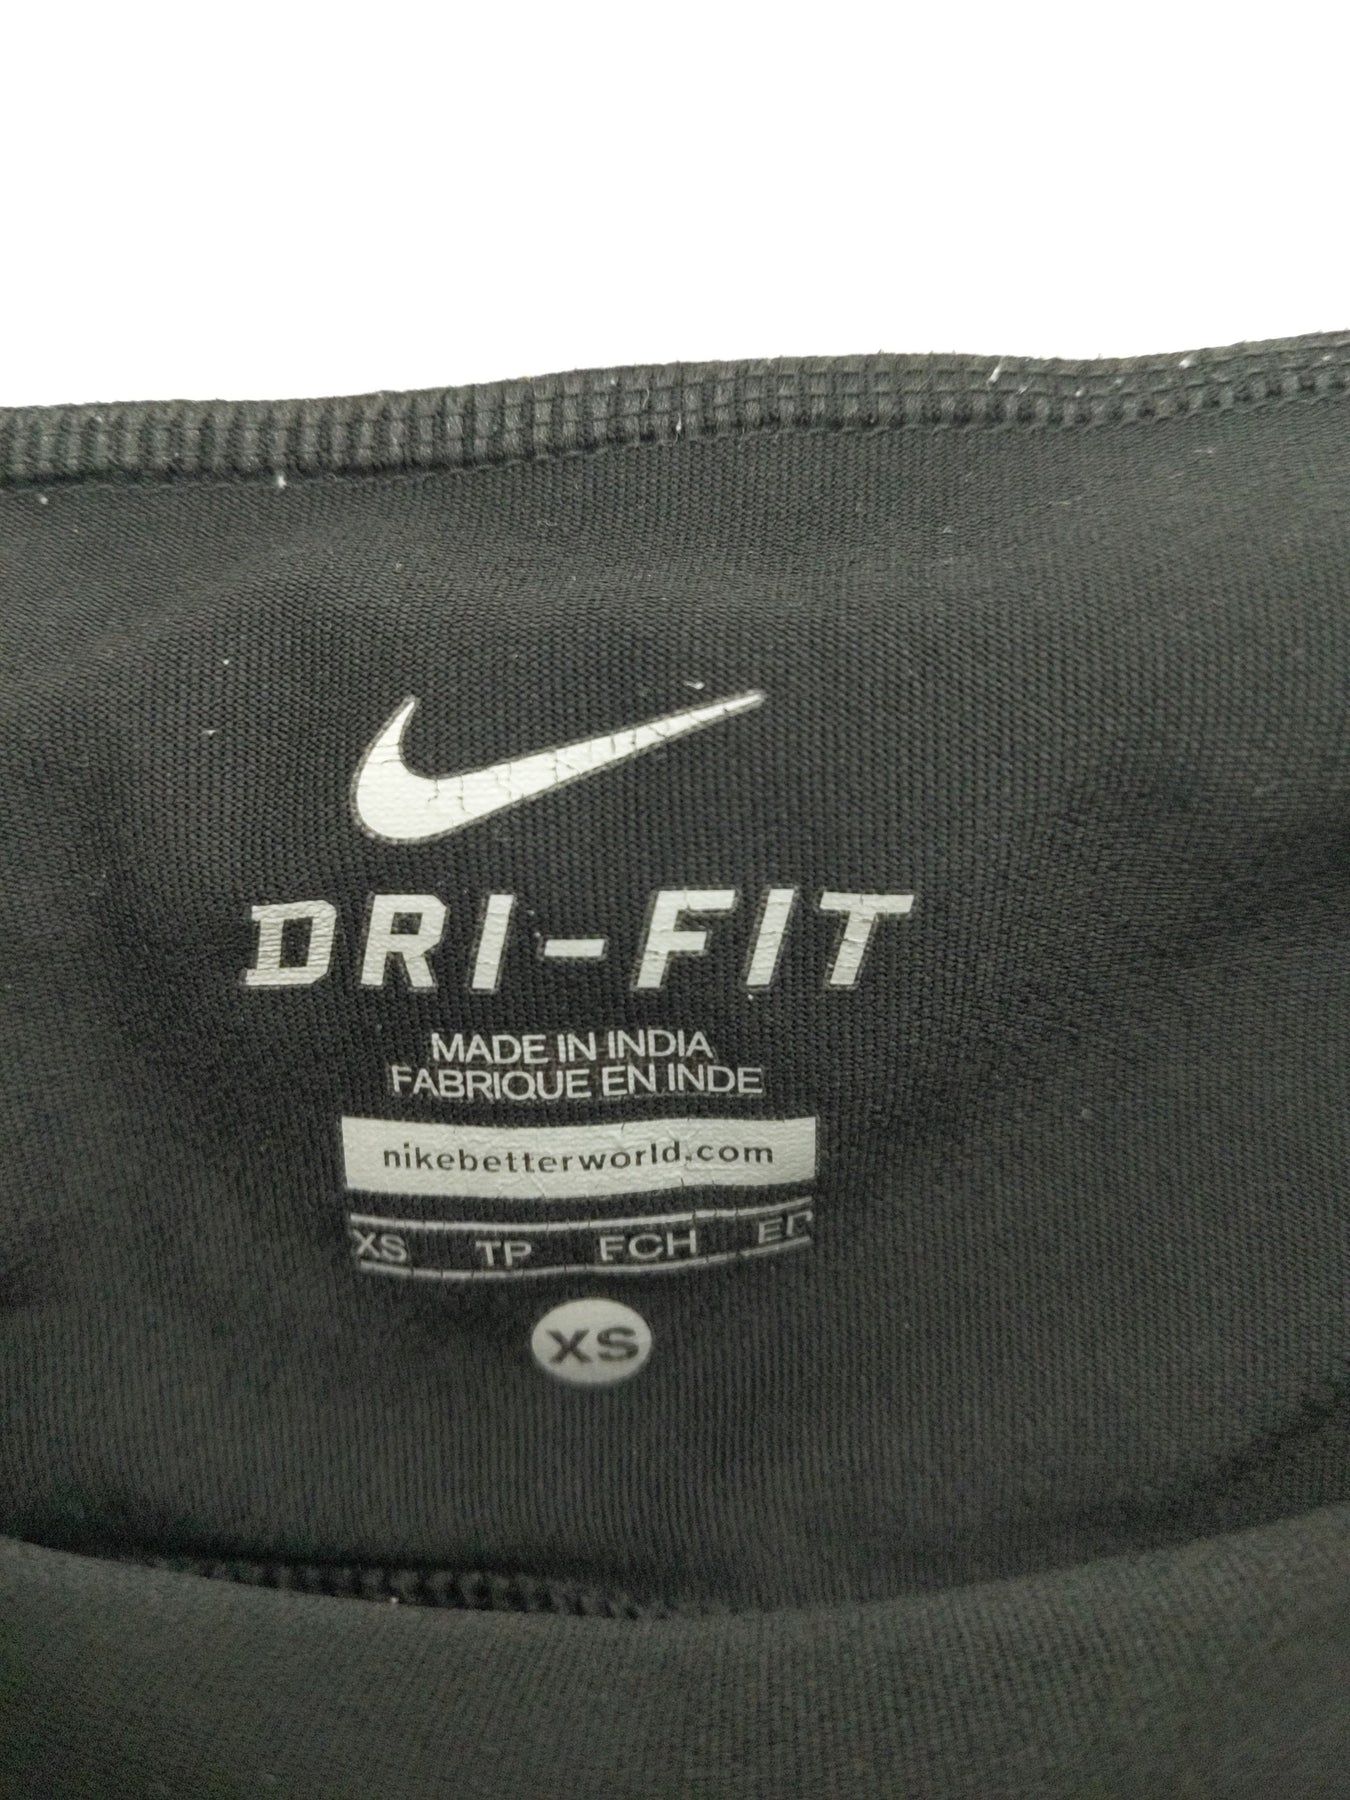 DRI-FIT
MADE IN INDIA
FABRIQUE EN INDE
nikebetterworld.com
XS TP FCH
XS